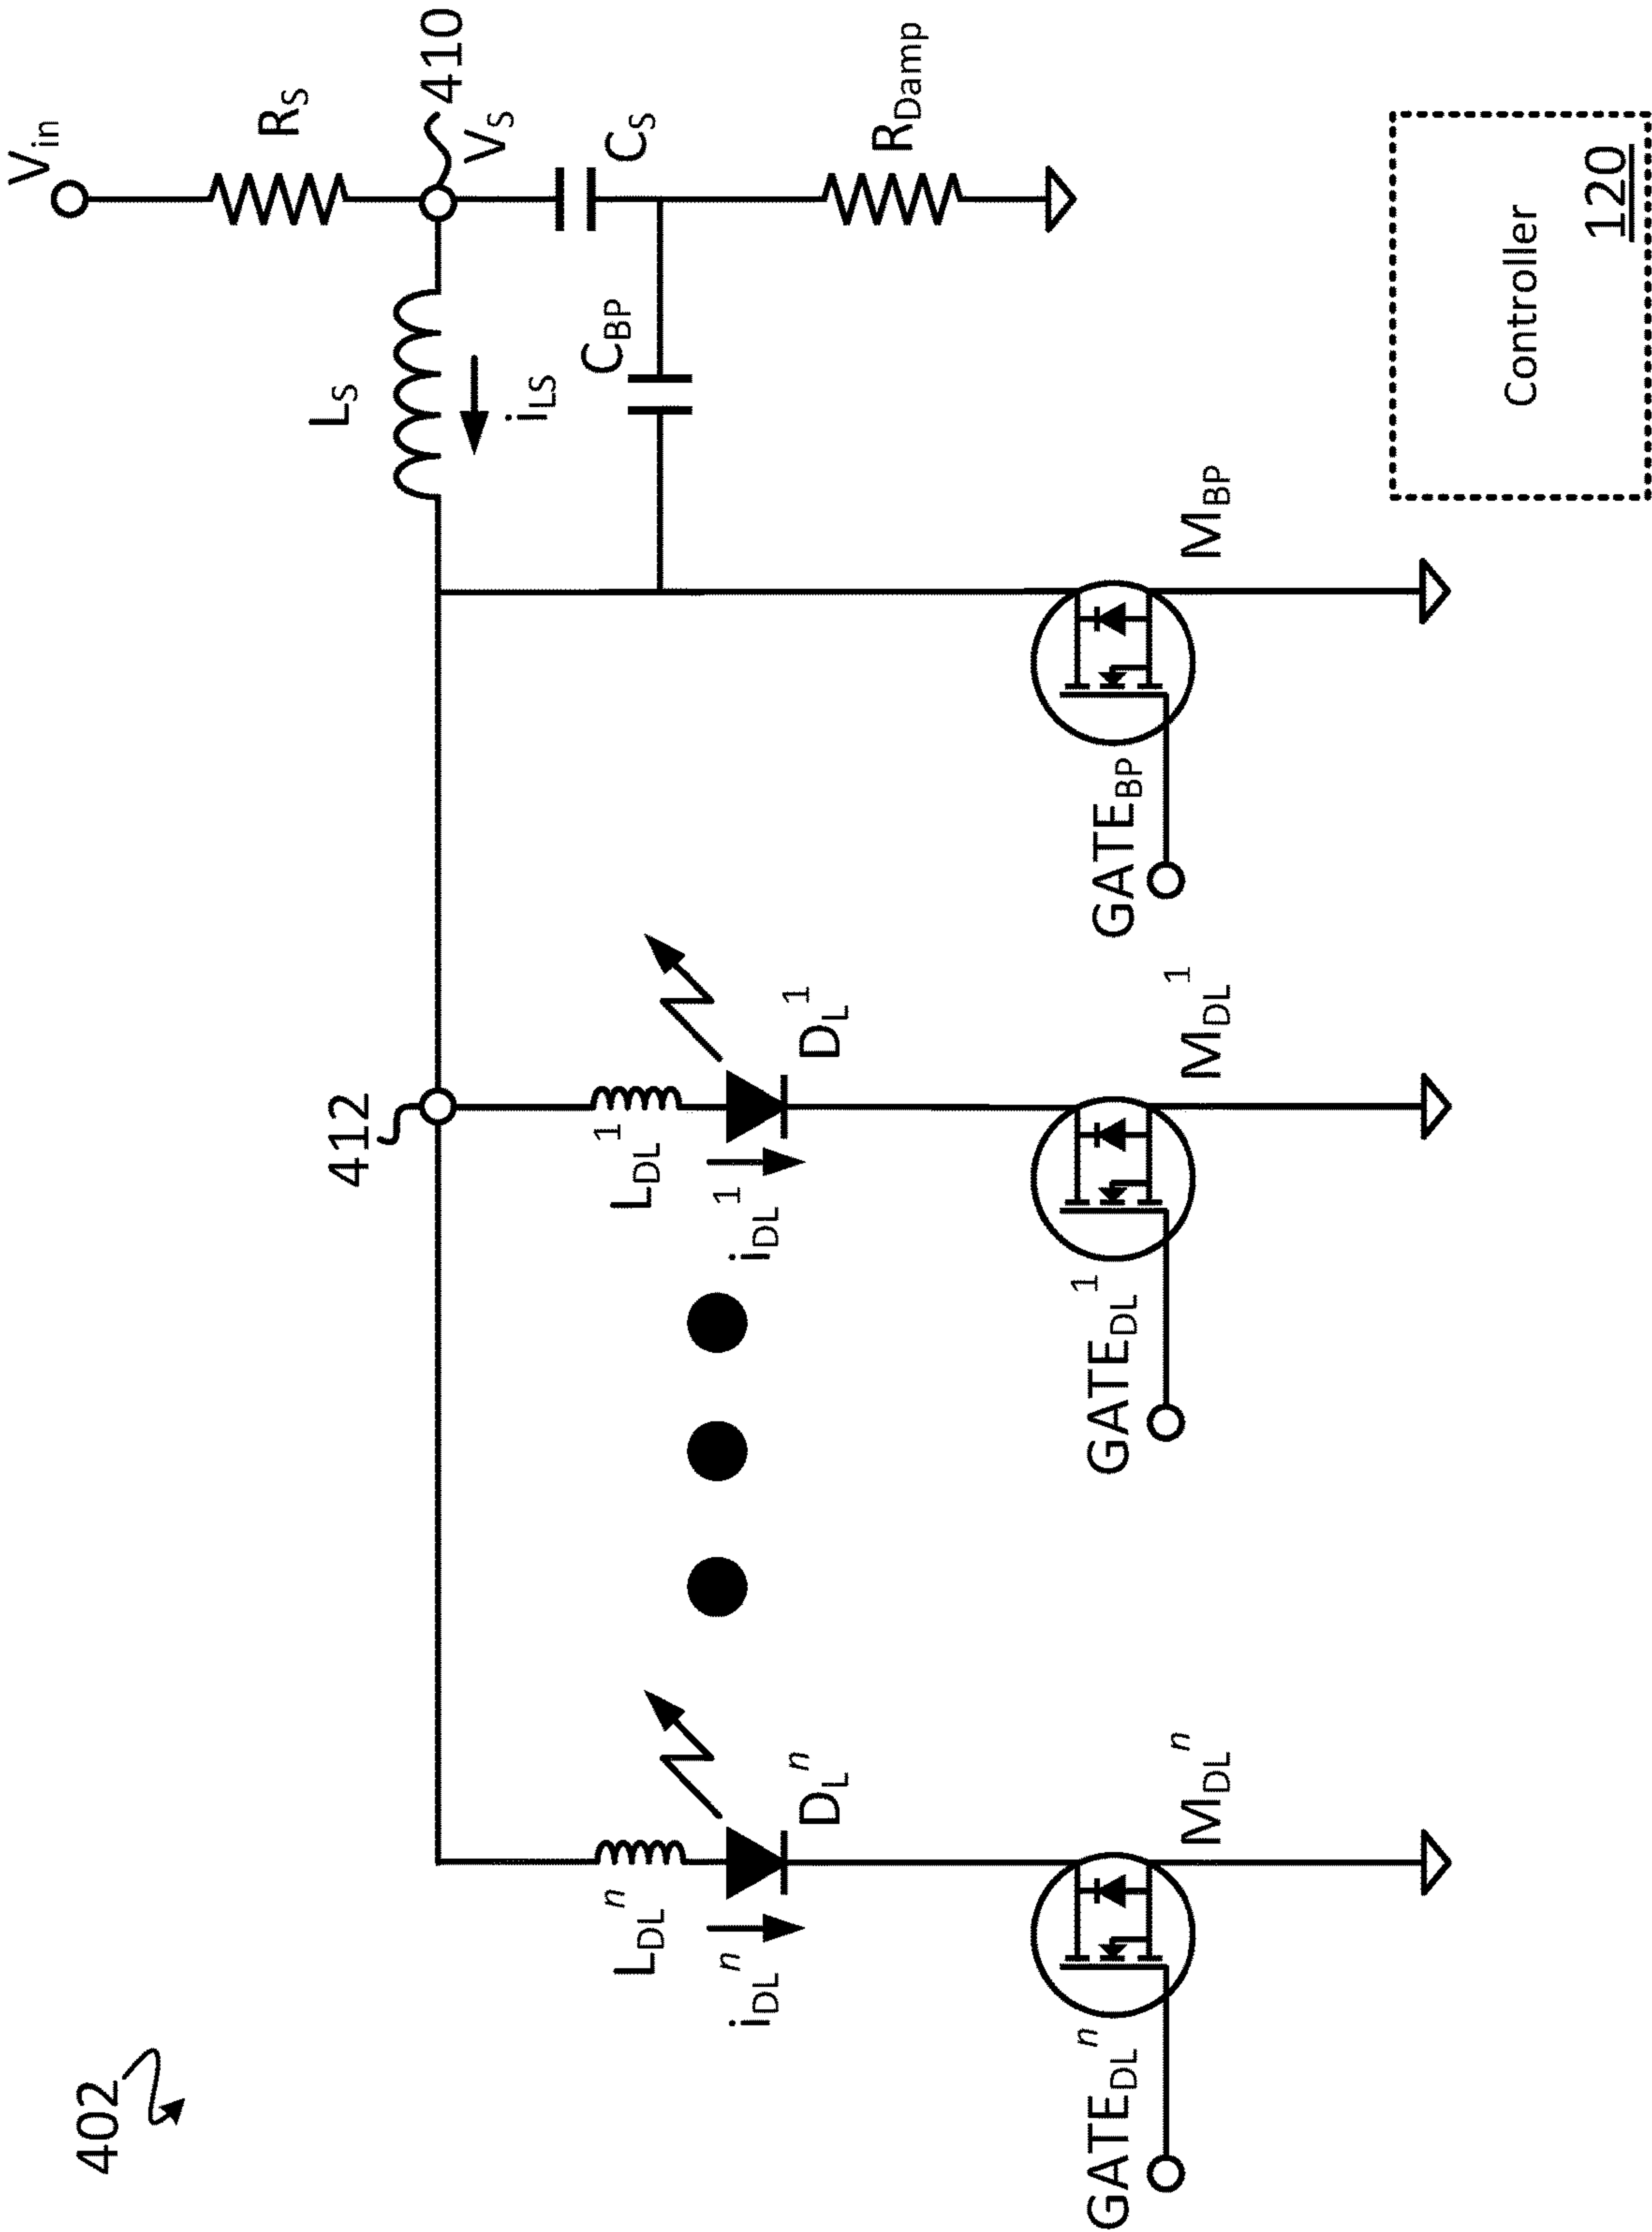 402
V_in
R_S
410
V_S
L_S
i_LS
C_S
C_BP
R_Damp
412
L_DL^n
i_DL^n
D_L^n
L_DL^1
i_DL^1
D_L^1
GATE_DL^n
M_DL^n
GATE_DL^1
M_DL^1
GATE_BP
M_BP
Controller
120